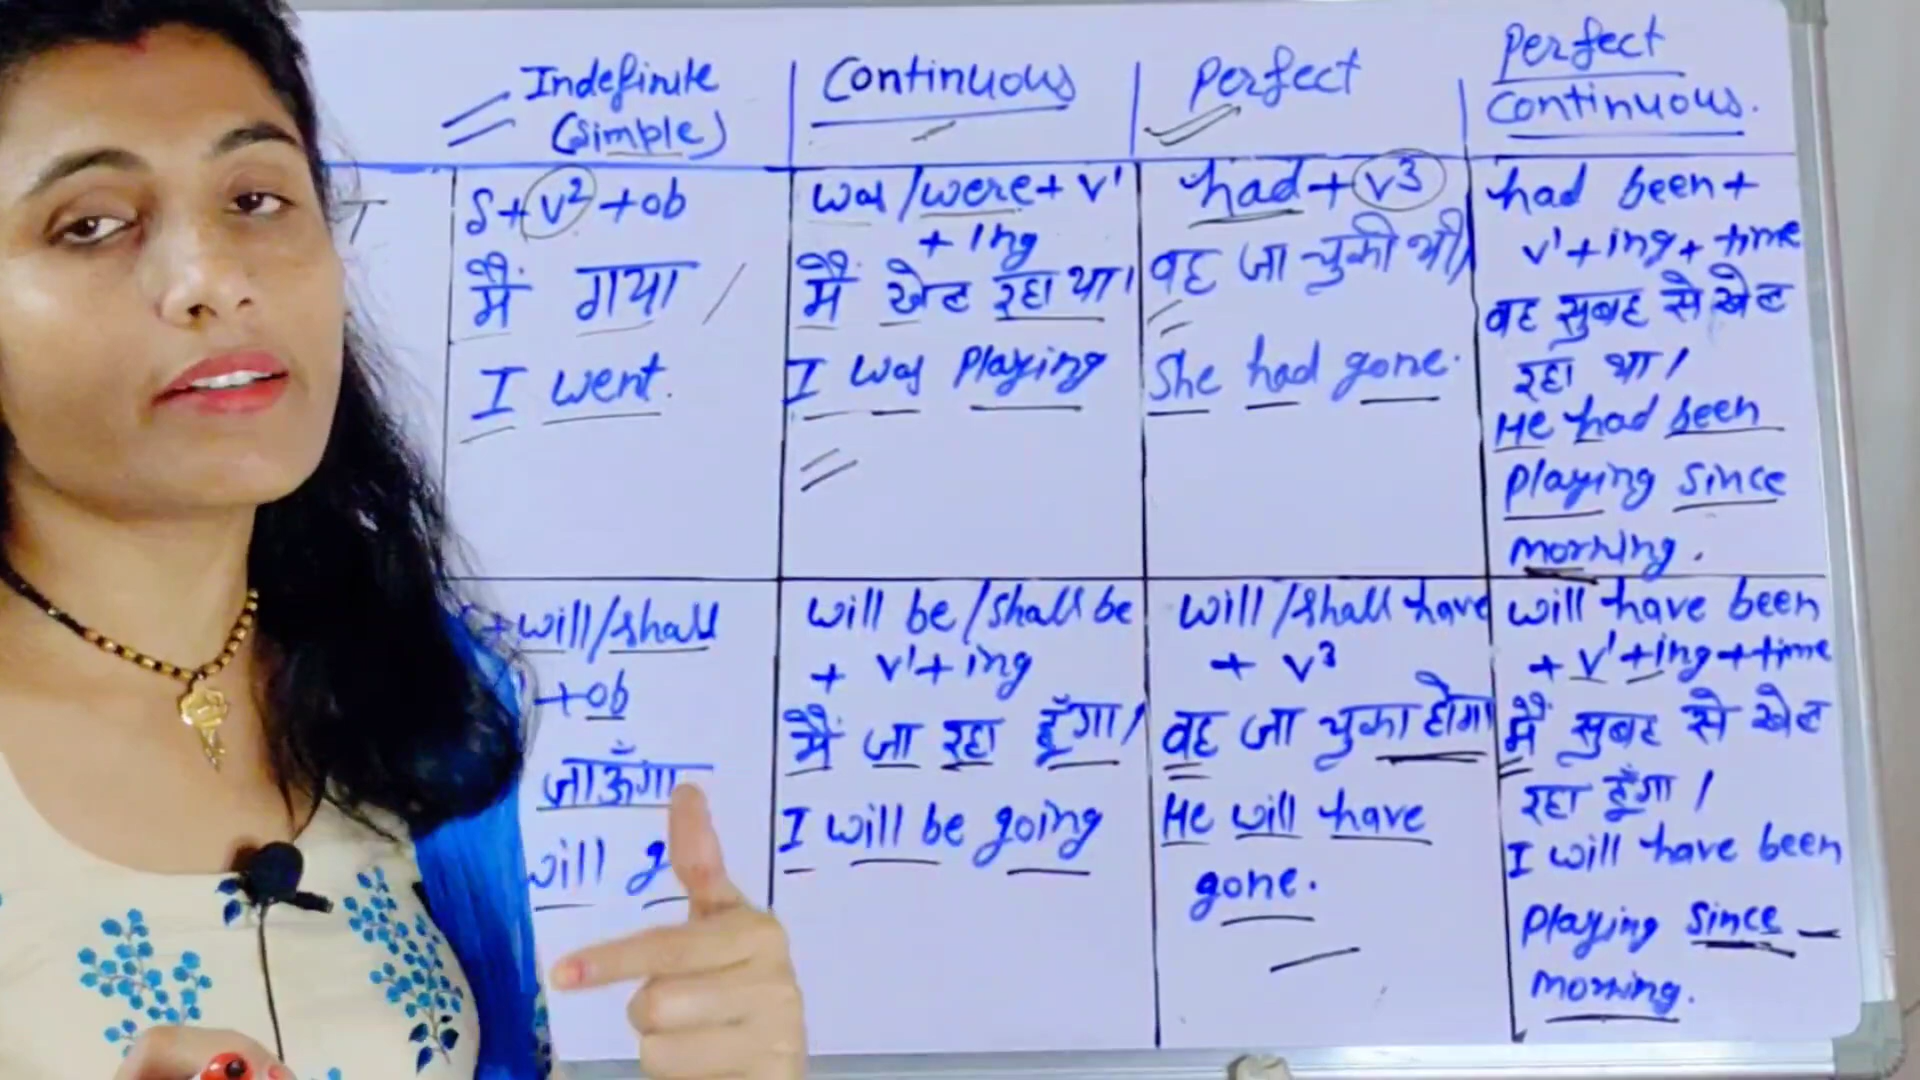 Indefinite
(Simple)
Continuous
Perfect
Perfect
Continuous.
S+V2+ob
मैं गया
I went.
was/were+V1
+ing
मैं खेल रहा था।
I was Playing
had+V3
वह जा चुकी थी/
She had gone.
had been+
V1+ing+time
वह सुबह से खेल
रहा था/
He had been
Playing Since
morning.
+will/shall
+ob
जाऊँगा
will
will be/shall be
+ V1+ing
मैं जा रहा हूँगा/
I will be going
will/shall have
+ V3
वह जा चुका होगा
He will have
gone.
will have been
+V1+ing+time
मैं सुबह से खेल
रहा हूँगा/
I will have been
Playing Since
morning.